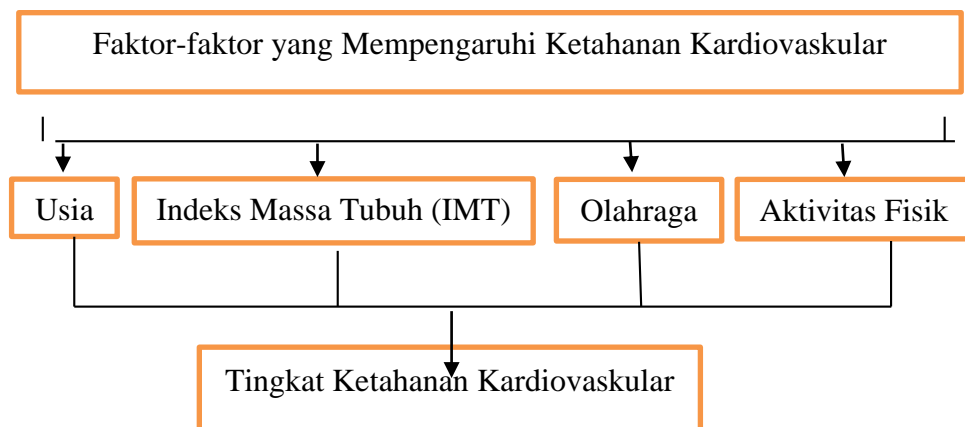 Faktor-faktor yang Mempengaruhi Ketahanan Kardiovaskular
Usia
Indeks Massa Tubuh (IMT)
Olahraga
Aktivitas Fisik
Tingkat Ketahanan Kardiovaskular